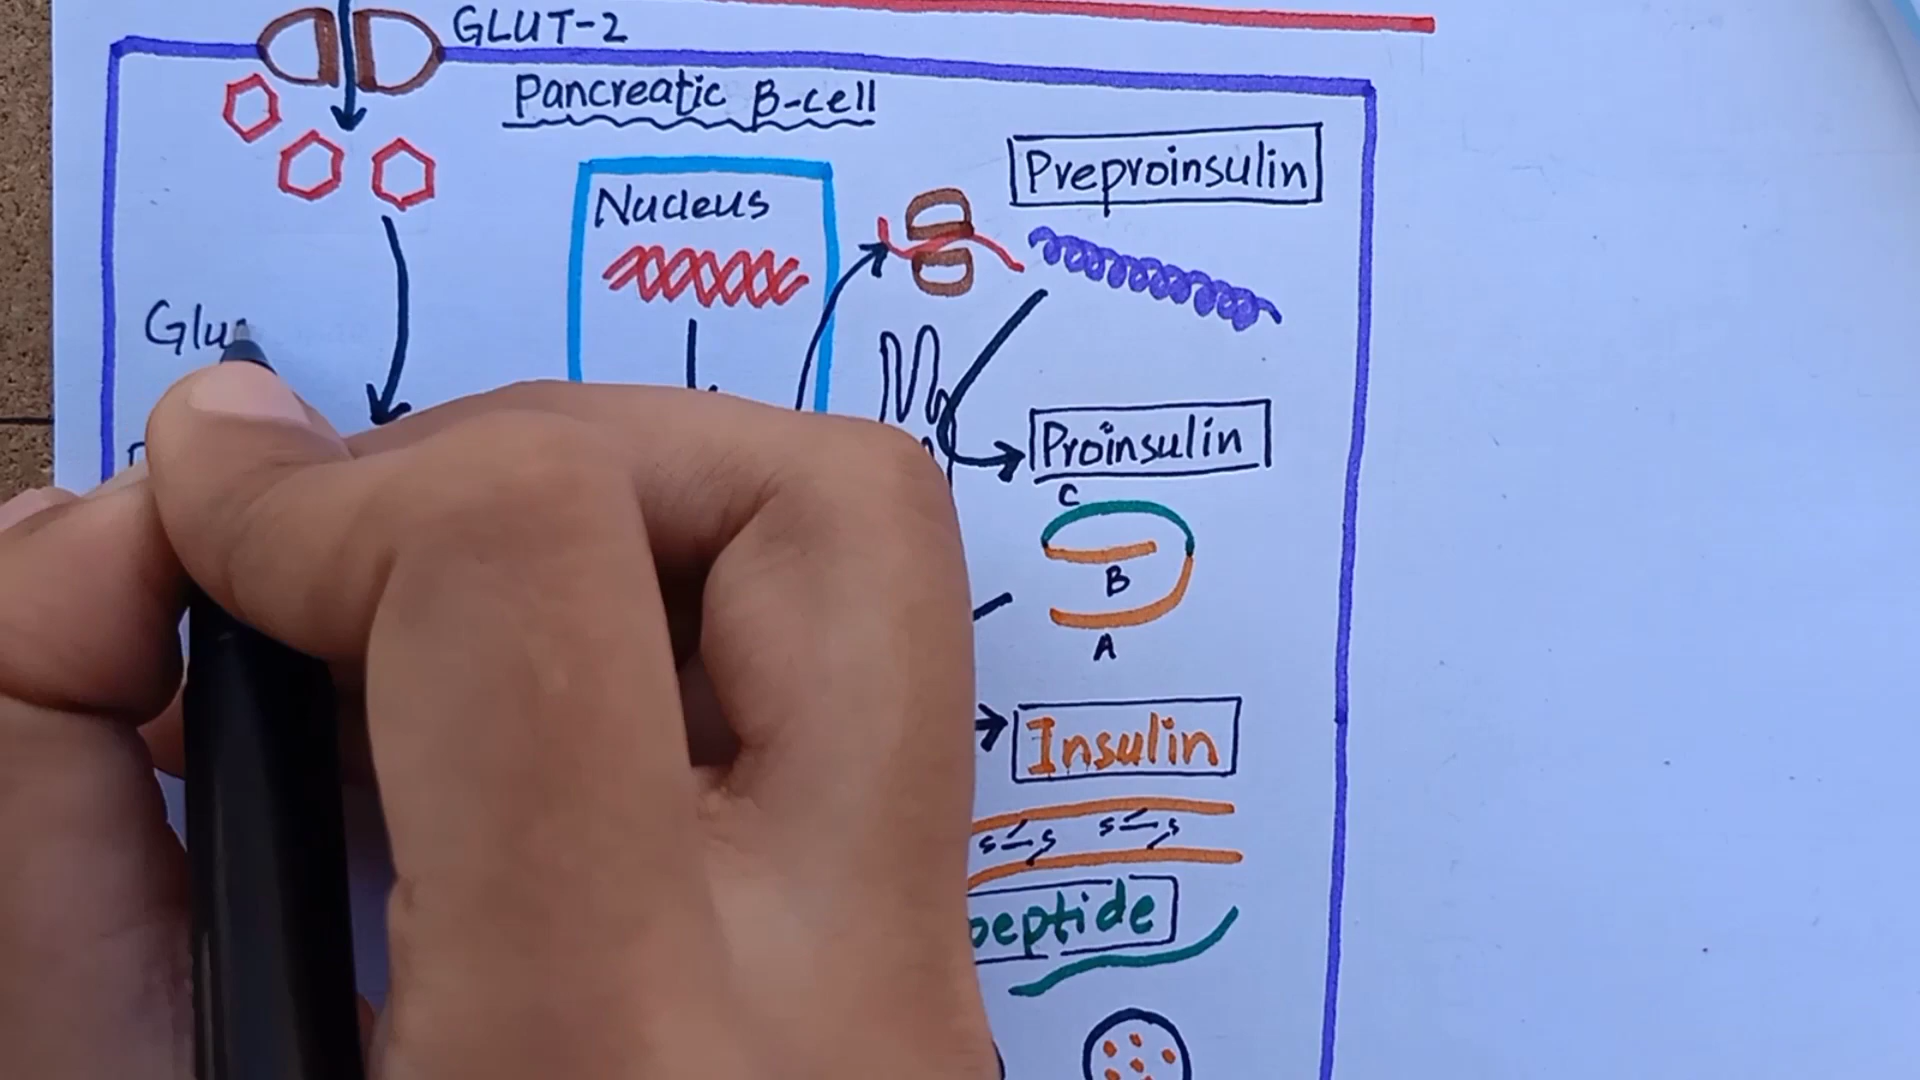 GLUT-2
Pancreatic β-cell
Preproinsulin
Nucleus
Glu
Proinsulin
C
B
A
Insulin
S S S S
peptide